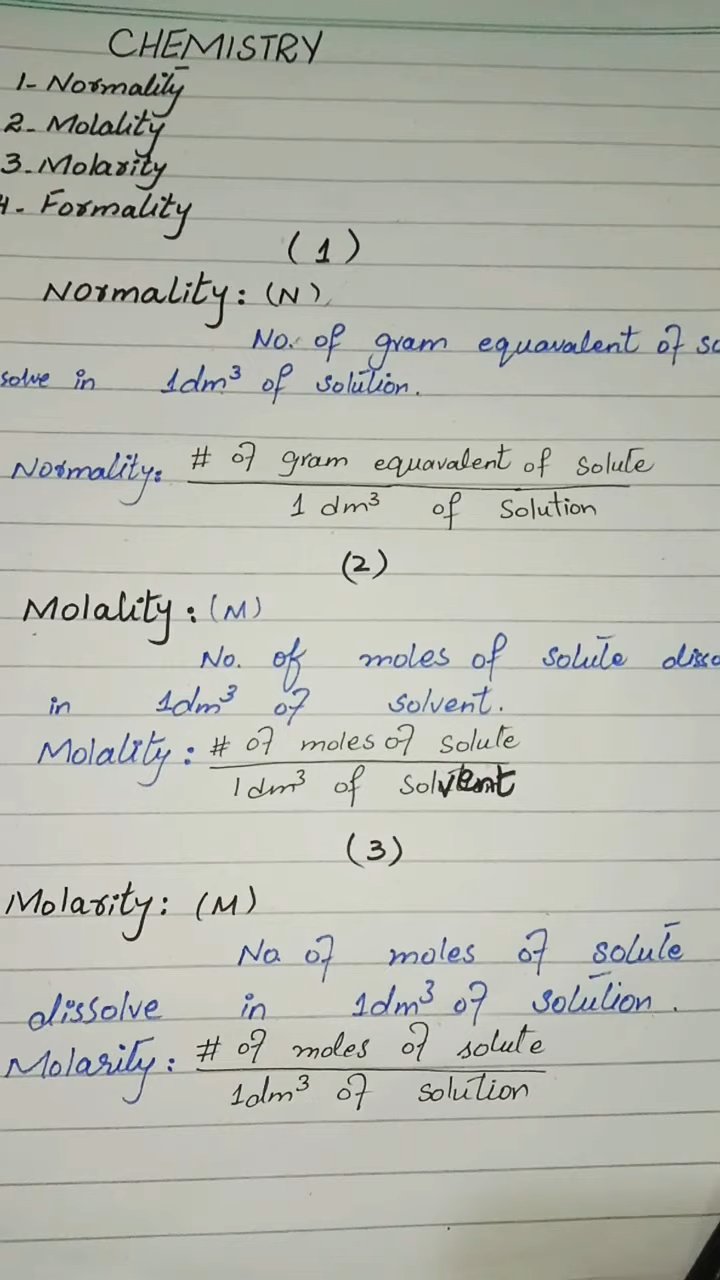 CHEMISTRY
1- Normality
2- Molality
3- Molarity
4- Formality
(1)
Normality: (N)
No. of gram equavalent of so
solve in 1dm³ of solution.
Normality: # of gram equavalent of solute
1 dm³ of Solution
(2)
Molality: (M)
No. of moles of solute disso
in 1dm³ of solvent.
Molality: # of moles of solute
1dm³ of solvent
(3)
Molarity: (M)
No of moles of solute
dissolve in 1dm³ of solution.
Molarity: # of moles of solute
1dm³ of solution